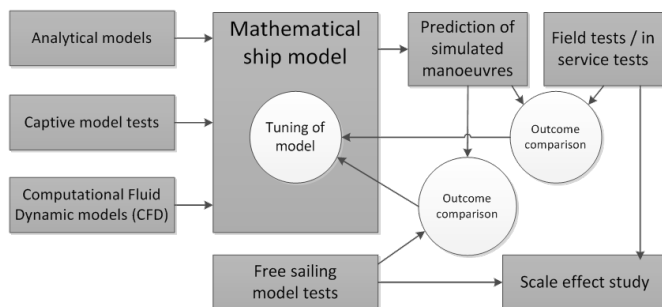 Analytical models
Mathematical
ship model
Prediction of
simulated
manoeuvres
Field tests / in
service tests
Captive model tests
Tuning of
model
Outcome
comparison
Computational Fluid
Dynamic models (CFD)
Outcome
comparison
Free sailing
model tests
Scale effect study